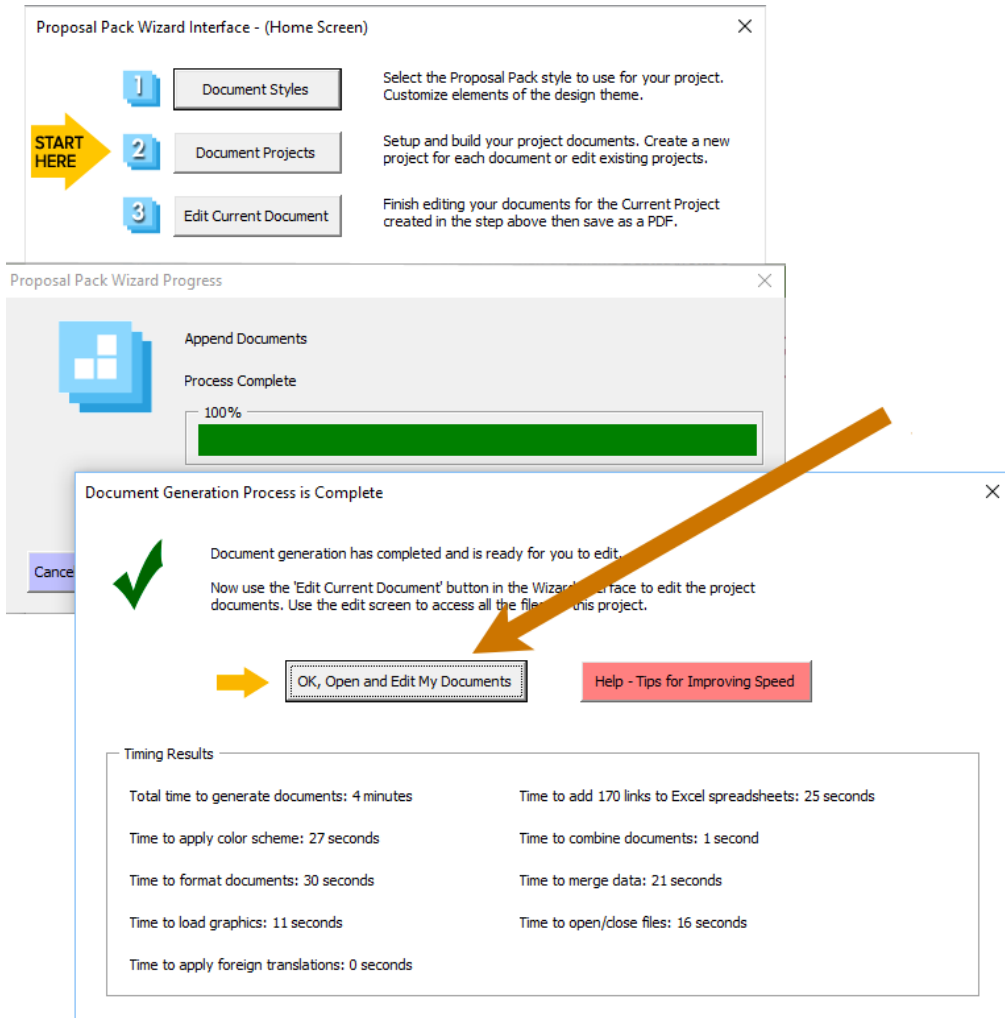 Proposal Pack Wizard Interface - (Home Screen)
1
Document Styles
Select the Proposal Pack style to use for your project.
Customize elements of the design theme.
START
HERE
2
Document Projects
Setup and build your project documents. Create a new
project for each document or edit existing projects.
3
Edit Current Document
Finish editing your documents for the Current Project
created in the step above then save as a PDF.
Proposal Pack Wizard Progress
Append Documents
Process Complete
100%
Cance
Document Generation Process is Complete
Document generation has completed and is ready for you to edit.
Now use the 'Edit Current Document' button in the Wizard to edit the project
documents. Use the edit screen to access all the this project.
OK, Open and Edit My Documents
Help - Tips for Improving Speed
Timing Results
Total time to generate documents: 4 minutes
Time to add 170 links to Excel spreadsheets: 25 seconds
Time to apply color scheme: 27 seconds
Time to combine documents: 1 second
Time to format documents: 30 seconds
Time to merge data: 21 seconds
Time to load graphics: 11 seconds
Time to open/close files: 16 seconds
Time to apply foreign translations: 0 seconds